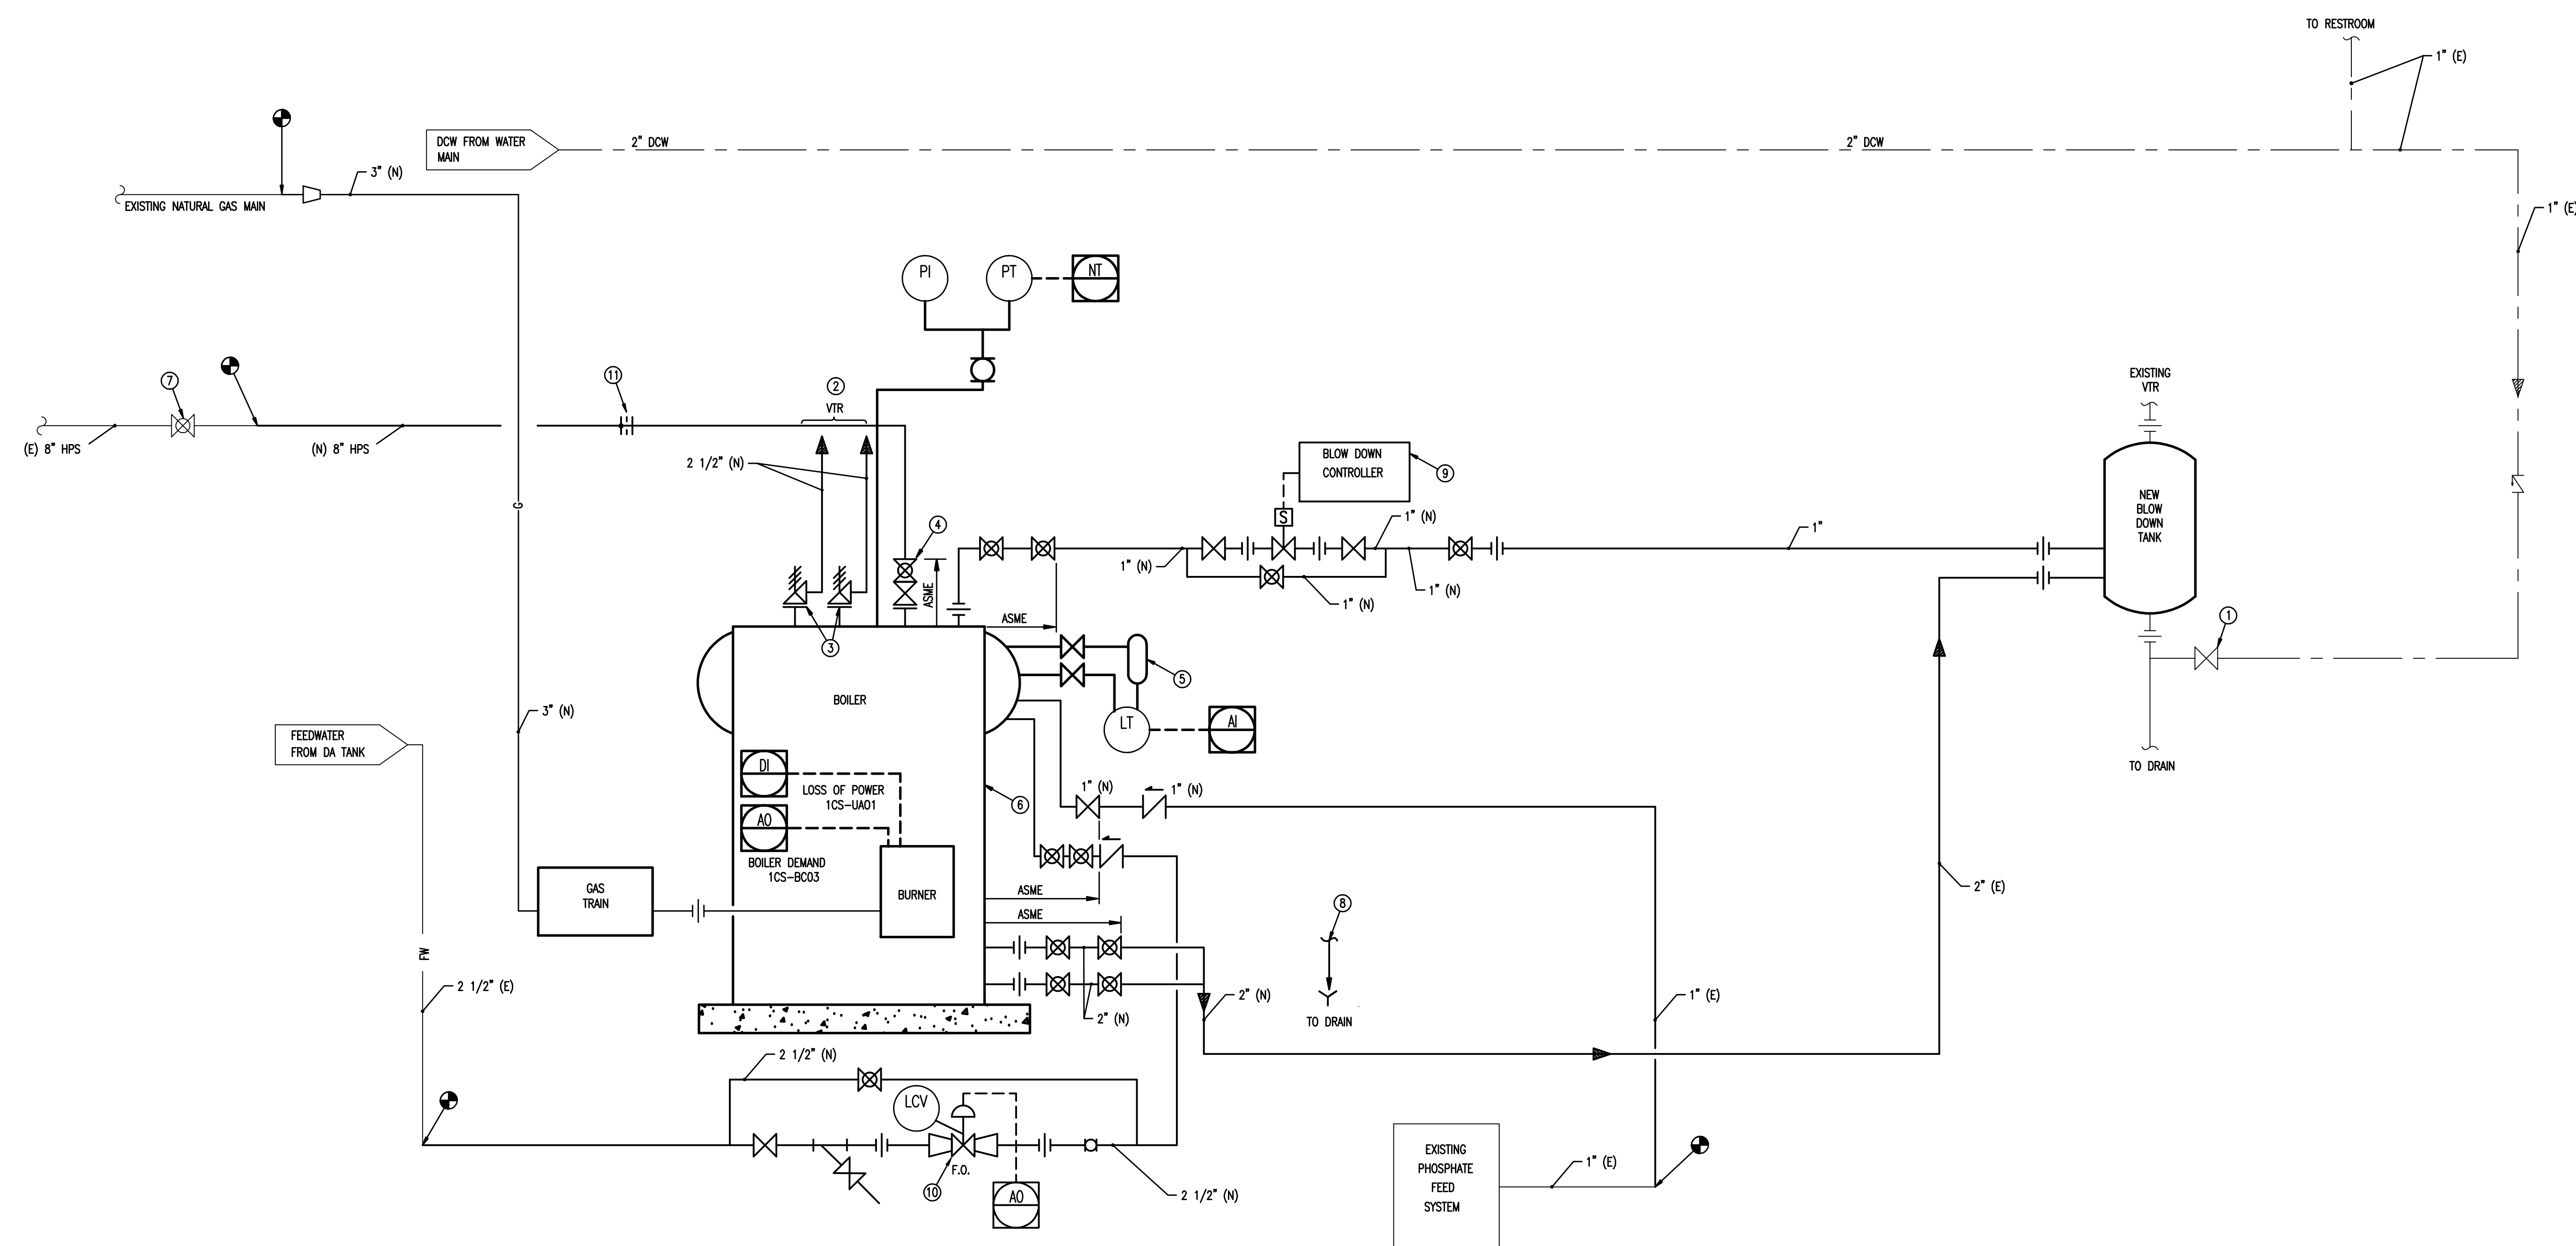 TO RESTROOM
1" (E)
DCW FROM WATER
MAIN
2" DCW
2" DCW
3" (N)
EXISTING NATURAL GAS MAIN
1" (E)
PI
PT
NT
7
11
2
VTR
EXISTING
VTR
(E) 8" HPS
(N) 8" HPS
2 1/2" (N)
BLOW DOWN
CONTROLLER
9
G
4
S
1" (N)
1"
NEW
BLOW
DOWN
TANK
ASME
1" (N)
1" (N)
1" (N)
ASME
3
1
5
BOILER
3" (N)
LT
AI
FEEDWATER
FROM DA TANK
TO DRAIN
DI
LOSS OF POWER
1CS-UA01
6
1" (N)
1" (N)
AO
BOILER DEMAND
1CS-BC03
GAS
TRAIN
BURNER
ASME
ASME
8
2" (E)
FW
2 1/2" (E)
2" (N)
1" (E)
2" (N)
TO DRAIN
2 1/2" (N)
LCV
F.O.
10
AO
2 1/2" (N)
EXISTING
PHOSPHATE
FEED
SYSTEM
1" (E)